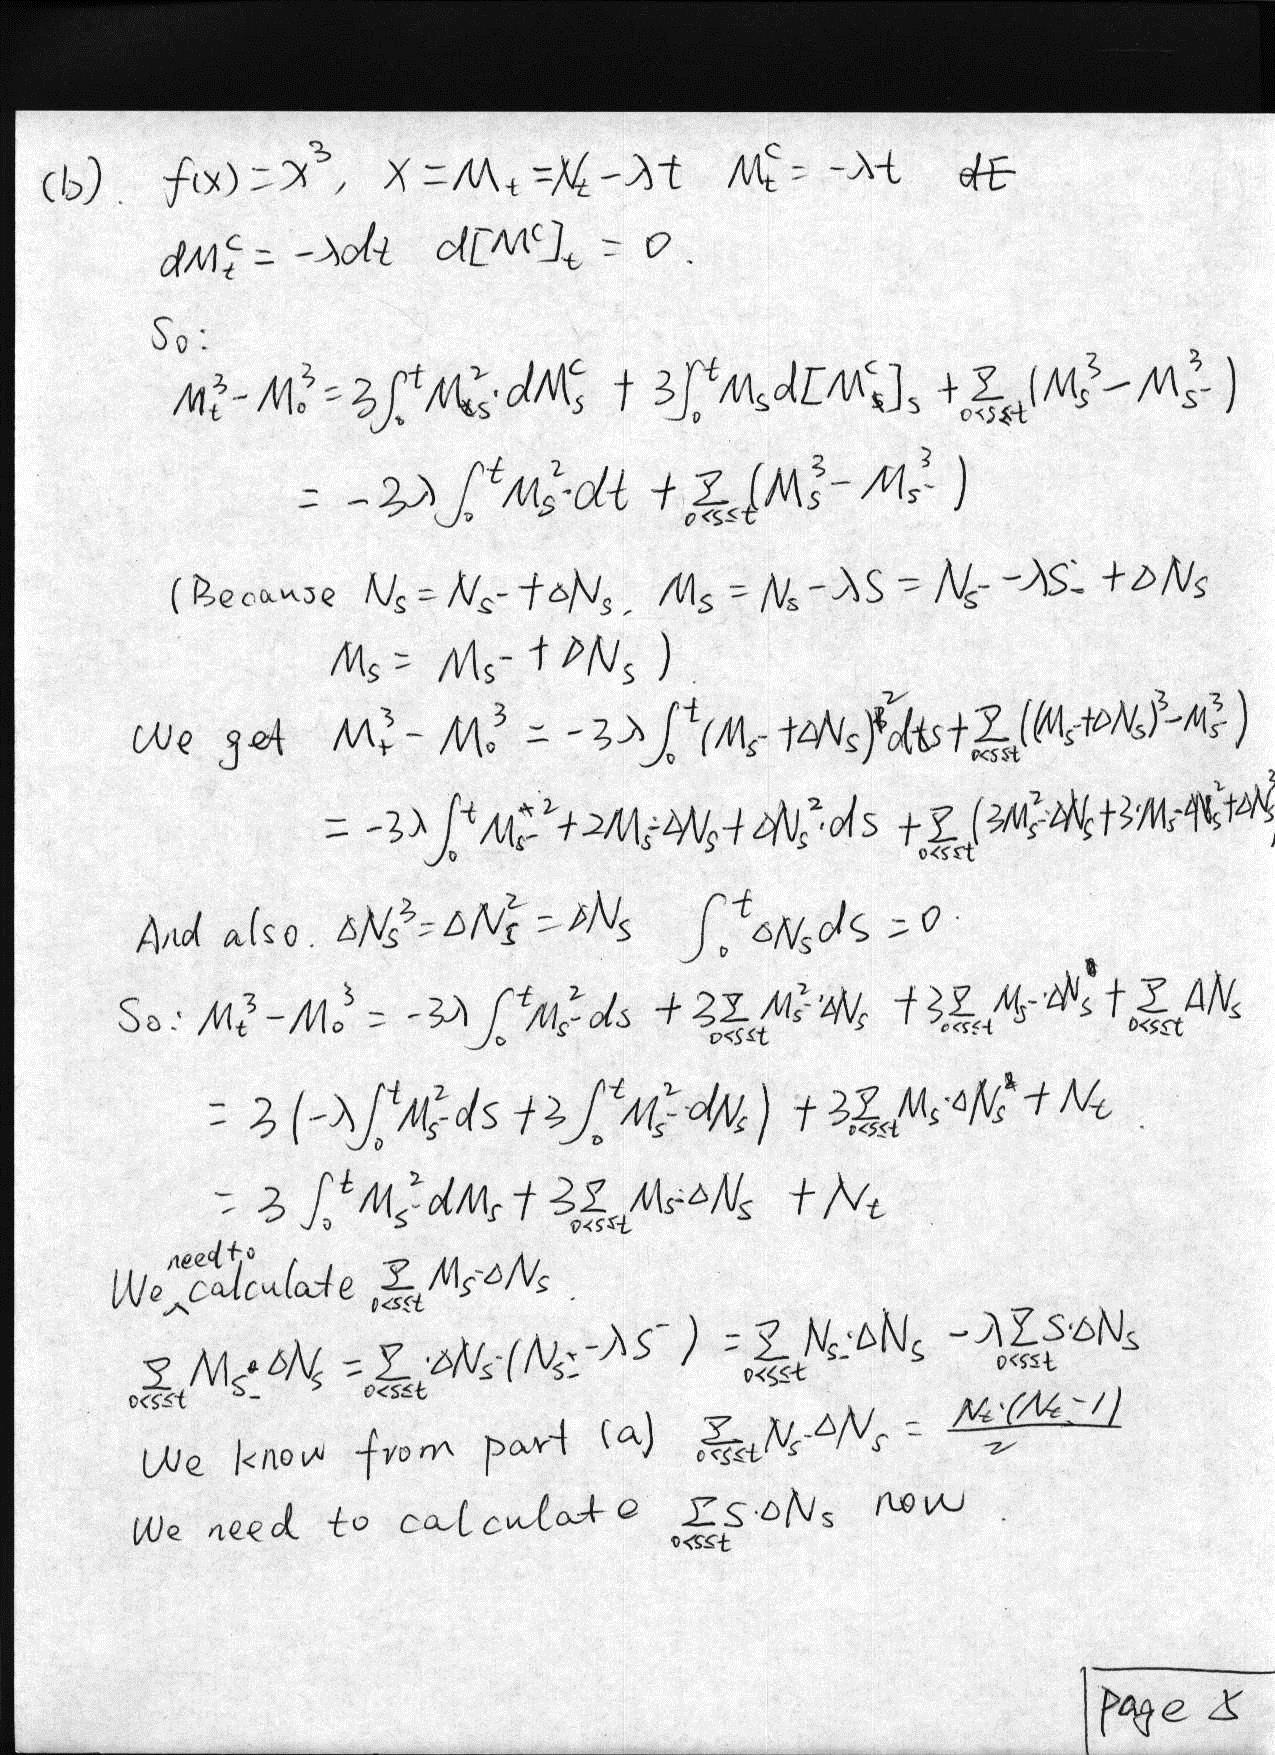 (b). f(x) = x³, x = M_t = N_t − λt   M_t^c = −λt   dt
dM_t^c = −λdt   d[M^c]_t = 0.
So:
M_t³ − M_0³ = 3∫_0^t M_s²·dM_s^c + 3∫_0^t M_s d[M^c]_s + Σ_{0<s≤t} (M_s³ − M_{s-}³)
= −3λ ∫_0^t M_s²·dt + Σ_{0<s≤t} (M_s³ − M_{s-}³)
(Because N_s = N_{s-} + ΔN_s, M_s = N_s − λs = N_{s-} − λs- + ΔN_s
M_s = M_{s-} + ΔN_s)
We get M_t³ − M_0³ = −3λ ∫_0^t (M_{s-} + ΔN_s)² ds + Σ_{0<s≤t} ((M_{s-} + ΔN_s)³ − M_{s-}³)
= −3λ ∫_0^t M_{s-}² + 2M_{s-}·ΔN_s + ΔN_s²·ds + Σ_{0<s≤t} (3M_{s-}²·ΔN_s + 3·M_{s-}ΔN_s² + ΔN_s³)
And also. ΔN_s³ = ΔN_s² = ΔN_s   ∫_0^t ΔN_s ds = 0.
So: M_t³ − M_0³ = −3λ ∫_0^t M_{s-}² ds + 3Σ_{0<s≤t} M_{s-}²·ΔN_s + 3Σ_{0<s≤t} M_{s-}·ΔN_s + Σ_{0<s≤t} ΔN_s
= 3(−λ∫_0^t M_{s-}² ds + 3∫_0^t M_{s-}²·dN_s) + 3Σ_{0<s≤t} M_{s-}·ΔN_s + N_t.
= 3 ∫_0^t M_{s-}² dM_s + 3Σ_{0<s≤t} M_{s-}·ΔN_s + N_t
We need to calculate Σ_{0<s≤t} M_{s-}ΔN_s.
Σ_{0<s≤t} M_{s-}·ΔN_s = Σ_{0<s≤t} ·ΔN_s·(N_{s-} − λs-) = Σ_{0<s≤t} N_{s-}·ΔN_s − λΣ_{0<s≤t} s·ΔN_s
We know from part (a) Σ_{0<s≤t} N_{s-}ΔN_s = N_t·(N_t − 1)/2
We need to calculate Σ_{0<s≤t} s·ΔN_s now.
page 5